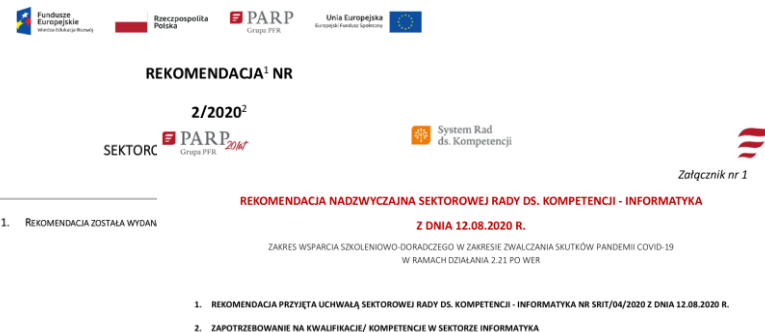 Fundusze
Europejskie
Wiedza Edukacja Rozwój
Rzeczpospolita
Polska
PARP
Grupa PFR
Unia Europejska
Europejski Fundusz Społeczny
REKOMENDACJA¹ NR
2/2020²
PARP
Grupa PFR
20lat
System Rad
ds. Kompetencji
SEKTORO
Załącznik nr 1
REKOMENDACJA NADZWYCZAJNA SEKTOROWEJ RADY DS. KOMPETENCJI - INFORMATYKA
Z DNIA 12.08.2020 R.
1. REKOMENDACJA ZOSTAŁA WYDAN
ZAKRES WSPARCIA SZKOLENIOWO-DORADCZEGO W ZAKRESIE ZWALCZANIA SKUTKÓW PANDEMII COVID-19
W RAMACH DZIAŁANIA 2.21 PO WER
1. REKOMENDACJA PRZYJĘTA UCHWAŁĄ SEKTOROWEJ RADY DS. KOMPETENCJI - INFORMATYKA NR SRIT/04/2020 Z DNIA 12.08.2020 R.
2. ZAPOTRZEBOWANIE NA KWALIFIKACJE/ KOMPETENCJE W SEKTORZE INFORMATYKA